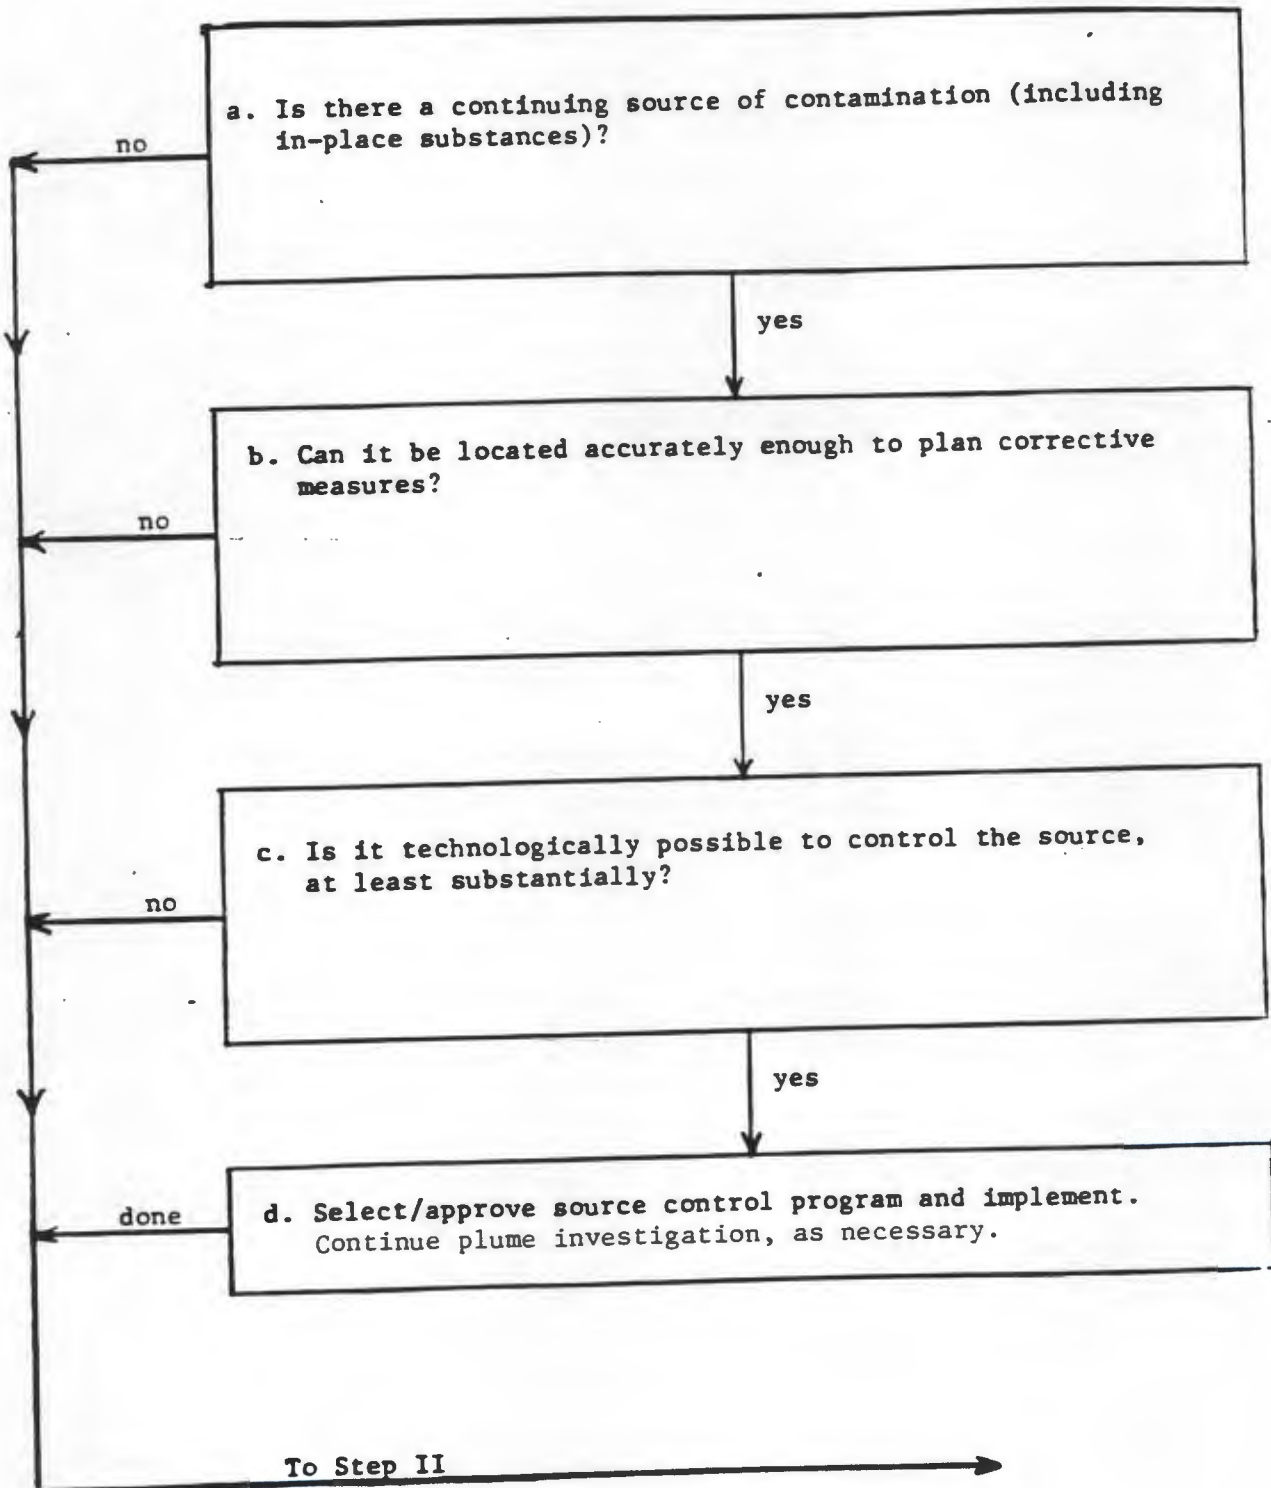 a. Is there a continuing source of contamination (including
in-place substances)?
no
yes
b. Can it be located accurately enough to plan corrective
measures?
no
yes
c. Is it technologically possible to control the source,
at least substantially?
no
yes
d. Select/approve source control program and implement.
Continue plume investigation, as necessary.
done
To Step II